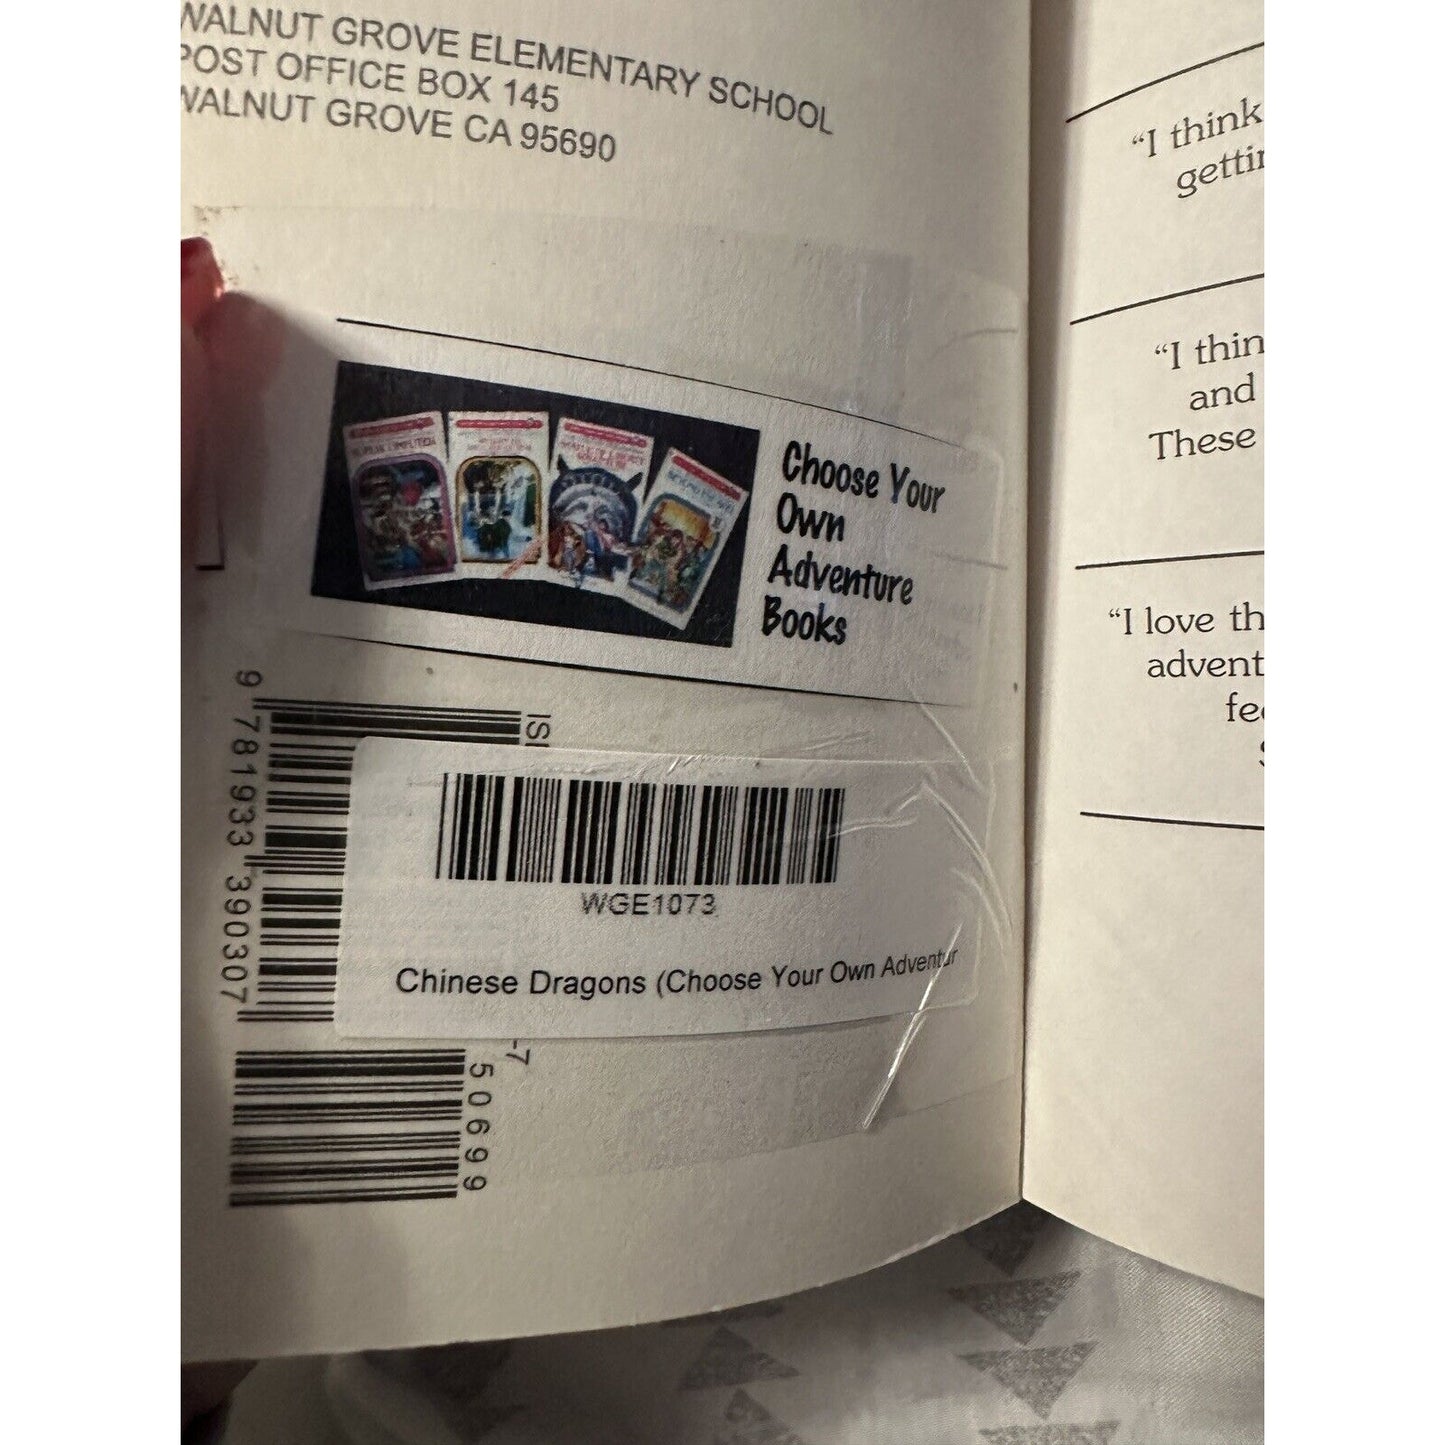 WALNUT GROVE ELEMENTARY SCHOOL
POST OFFICE BOX 145
WALNUT GROVE CA 95690
Choose Your
Own
Adventure
Books
9 781933 390307
50699
-7
WGE1073
Chinese Dragons (Choose Your Own Adventur
“I think
“I thin
and
These
“I love th
advent